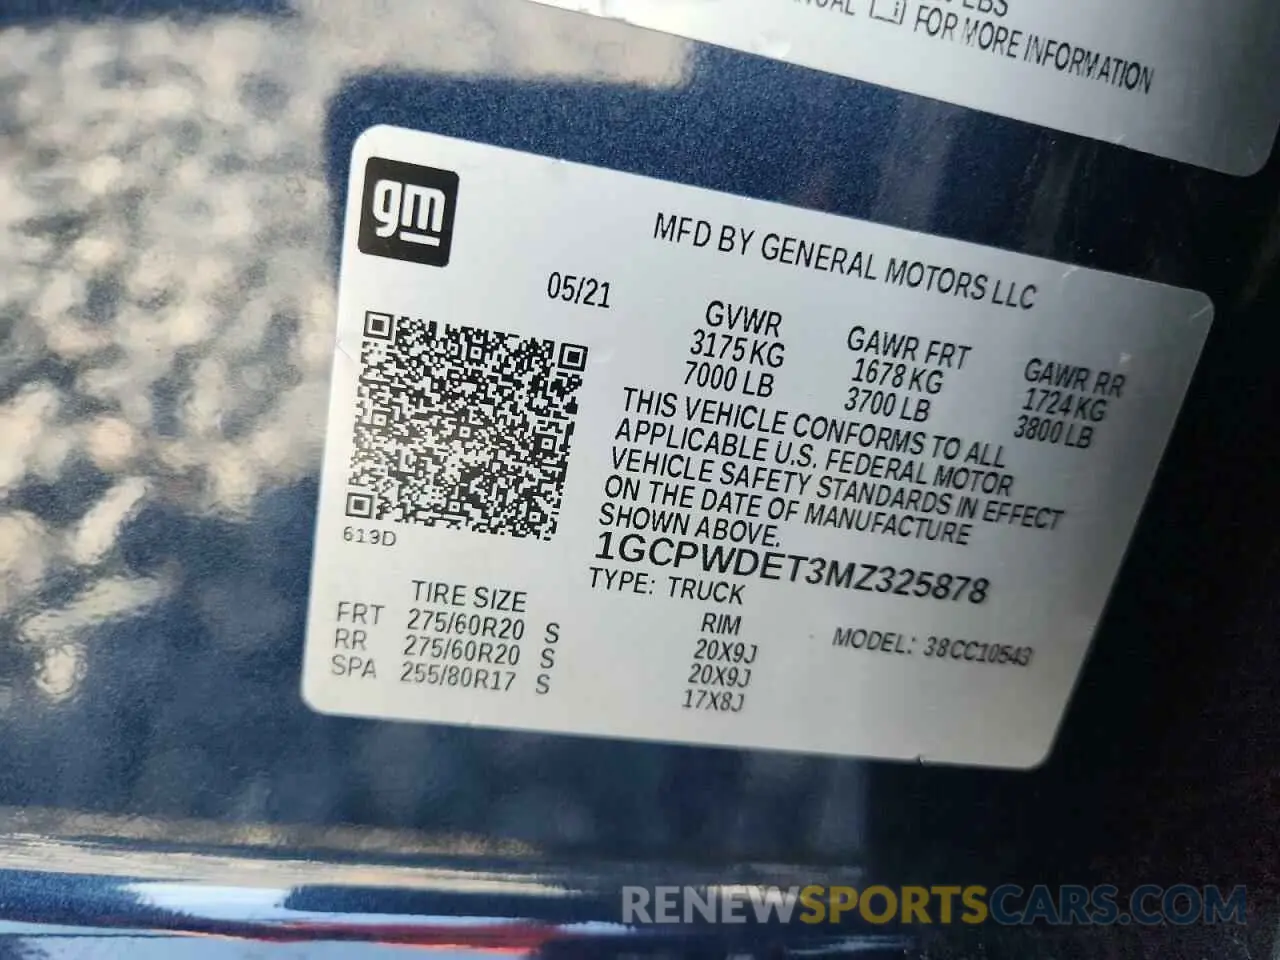 LBS
FOR MORE INFORMATION
gm
MFD BY GENERAL MOTORS LLC
05/21
GVWR GAWR FRT GAWR RR
3175 KG 1678 KG 1724 KG
7000 LB 3700 LB 3800 LB
THIS VEHICLE CONFORMS TO ALL
APPLICABLE U.S. FEDERAL MOTOR
VEHICLE SAFETY STANDARDS IN EFFECT
ON THE DATE OF MANUFACTURE
SHOWN ABOVE.
1GCPWDET3MZ325878
TYPE: TRUCK
MODEL: 38CC10543
619D
TIRE SIZE RIM
FRT 275/60R20 S 20X9J
RR 275/60R20 S 20X9J
SPA 255/80R17 S 17X8J
RENEWSPORTSCARS.COM